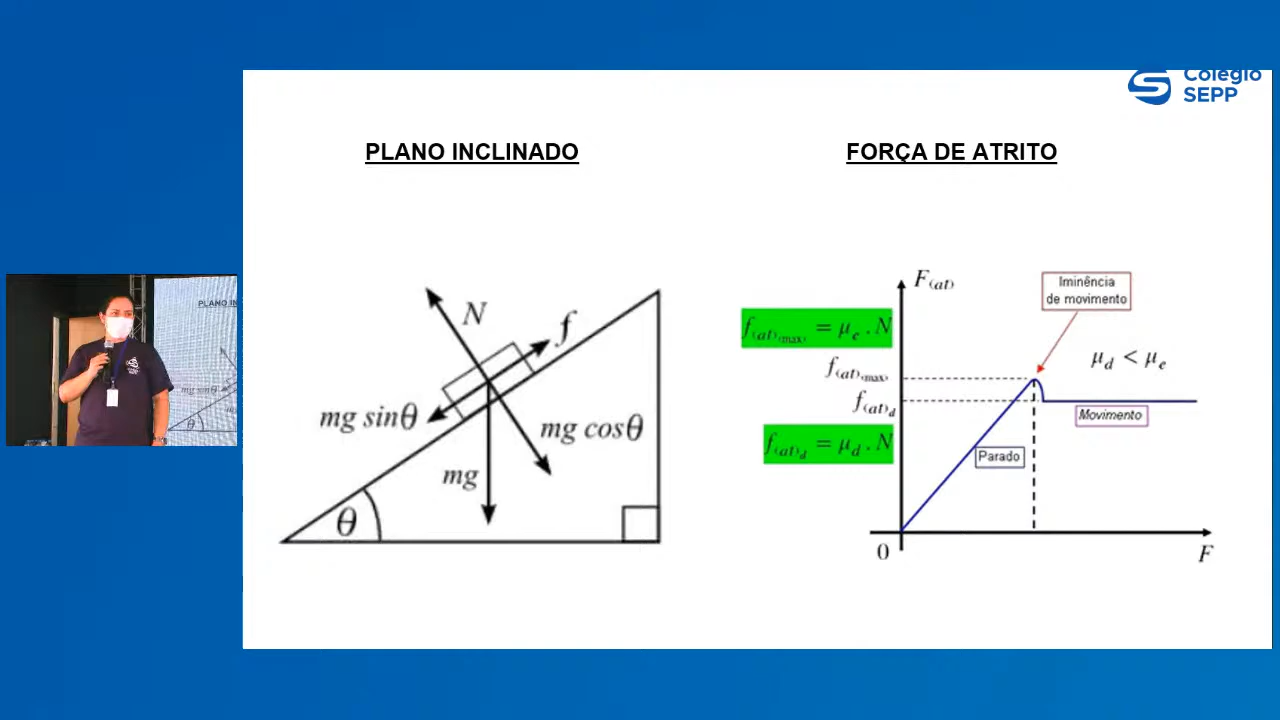 Colégio
SEPP
PLANO INCLINADO
FORÇA DE ATRITO
N
f
mg sinθ
mg cosθ
mg
θ
F(at)
Iminência
de movimento
f(at)(max) = μe . N
μd < μe
f(at)(max)
f(at)d
Movimento
f(at)d = μd . N
Parado
0
F
PLANO IN
mg sinθ
θ